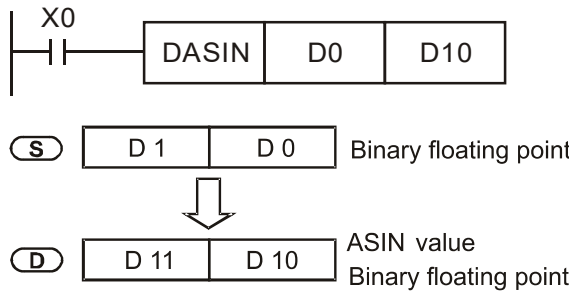 X0
DASIN D0 D10
S D 1 D 0 Binary floating point
ASIN value
D D 11 D 10
Binary floating point